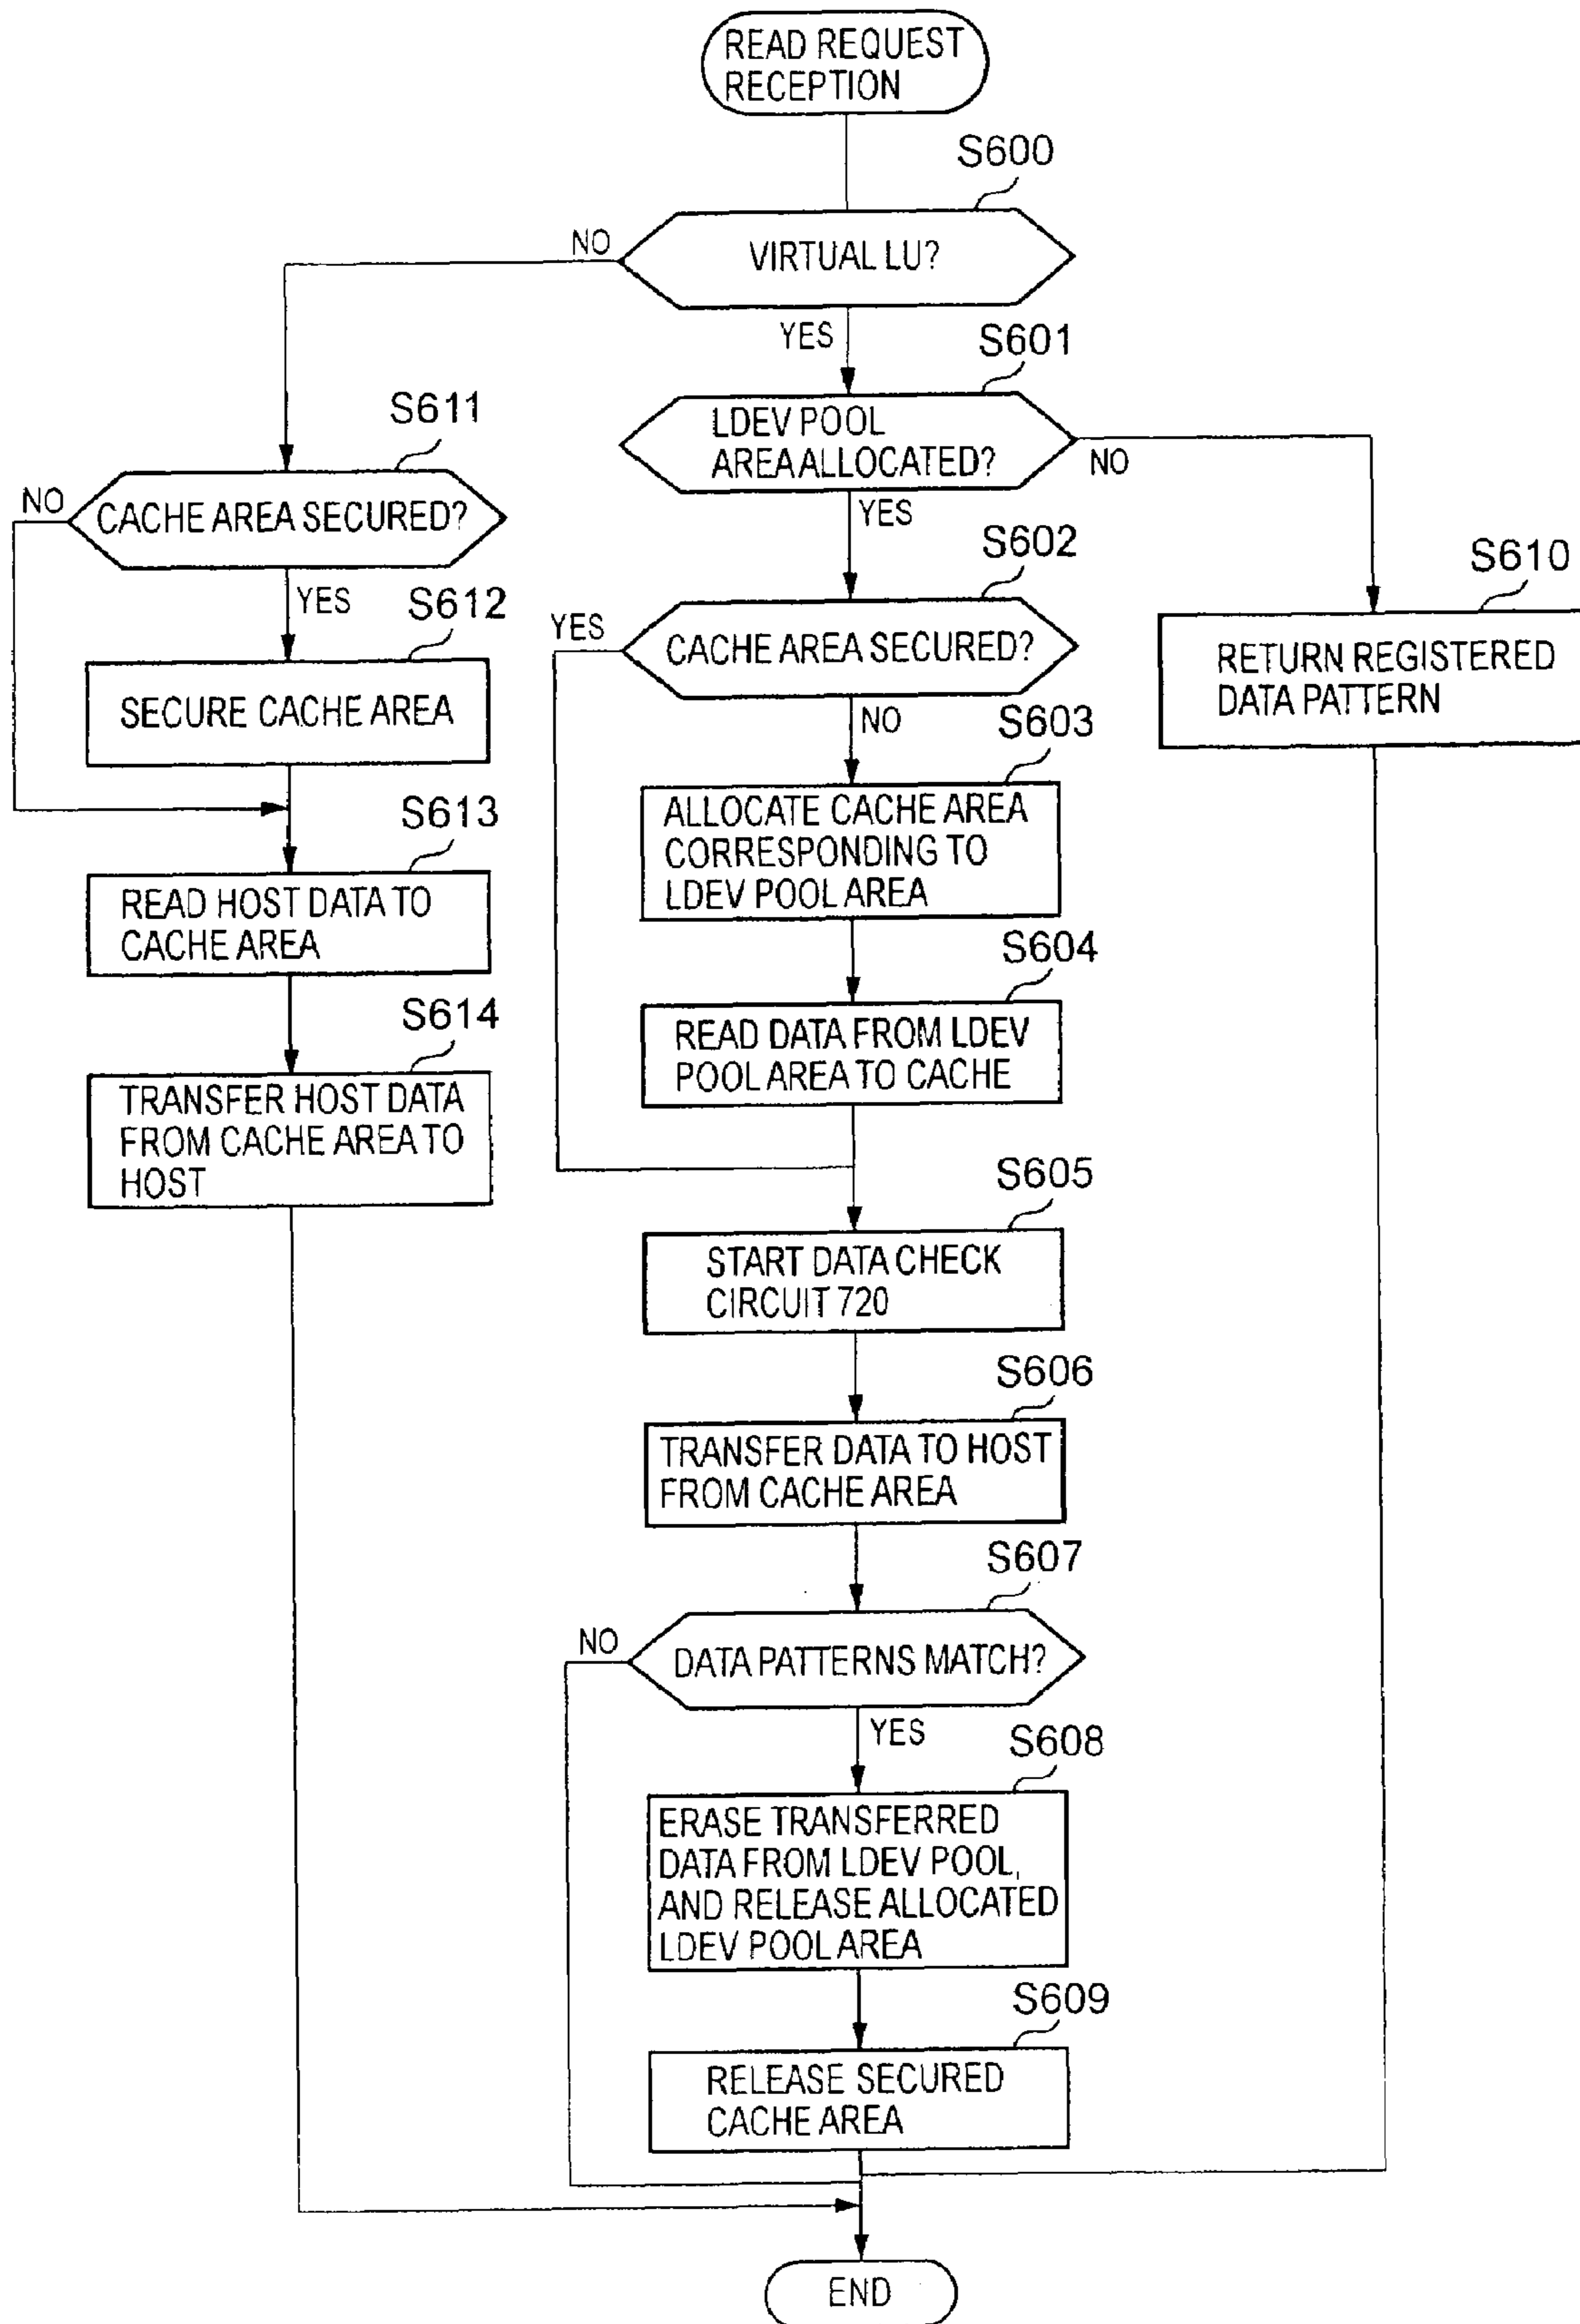 READ REQUEST
RECEPTION
S600
NO
VIRTUAL LU?
YES
S601
LDEV POOL
AREA ALLOCATED?
NO
YES
S611
NO
CACHE AREA SECURED?
YES
S612
SECURE CACHE AREA
S613
READ HOST DATA TO
CACHE AREA
S614
TRANSFER HOST DATA
FROM CACHE AREA TO
HOST
S602
YES
CACHE AREA SECURED?
NO
S603
ALLOCATE CACHE AREA
CORRESPONDING TO
LDEV POOL AREA
S604
READ DATA FROM LDEV
POOL AREA TO CACHE
S610
RETURN REGISTERED
DATA PATTERN
S605
START DATA CHECK
CIRCUIT 720
S606
TRANSFER DATA TO HOST
FROM CACHE AREA
S607
NO
DATA PATTERNS MATCH?
YES
S608
ERASE TRANSFERRED
DATA FROM LDEV POOL,
AND RELEASE ALLOCATED
LDEV POOL AREA
S609
RELEASE SECURED
CACHE AREA
END